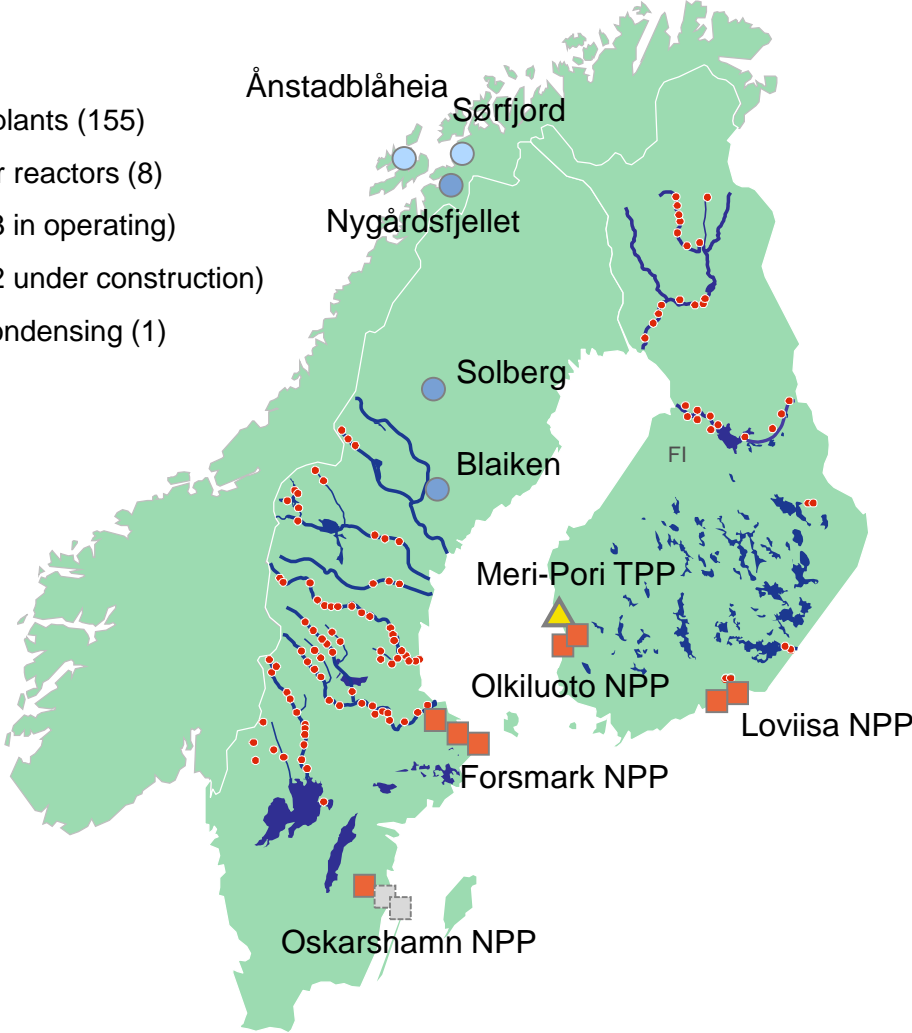 Ånstadblåheia
Sørfjord
plants (155)
r reactors (8)
3 in operating)
Nygårdsfjellet
2 under construction)
ondensing (1)
Solberg
FI
Blaiken
Meri-Pori TPP
Olkiluoto NPP
Loviisa NPP
Forsmark NPP
Oskarshamn NPP